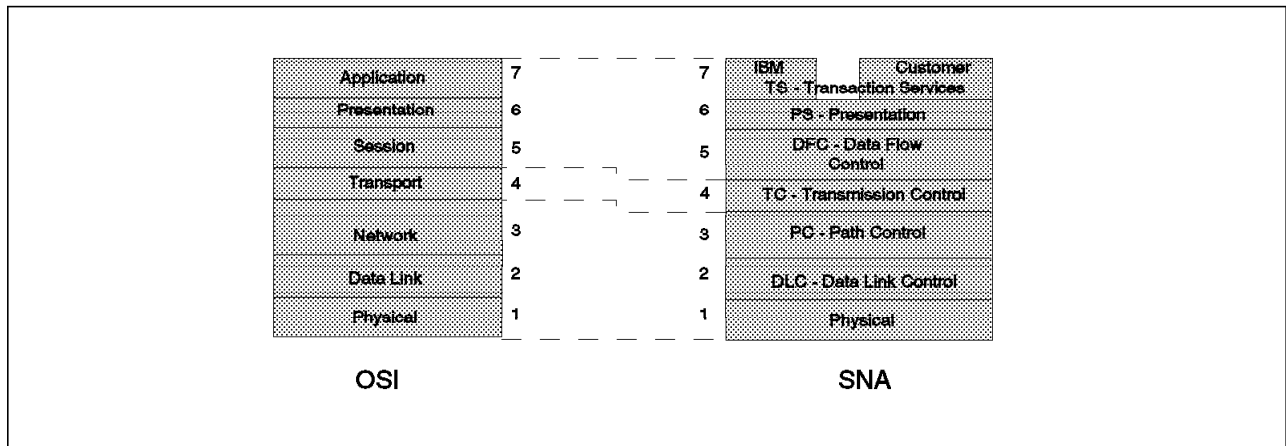 Application
Presentation
Session
Transport
Network
Data Link
Physical
7
6
5
4
3
2
1
OSI
7
6
5
4
3
2
1
IBM Customer
TS - Transaction Services
PS - Presentation
DFC - Data Flow
Control
TC - Transmission Control
PC - Path Control
DLC - Data Link Control
Physical
SNA